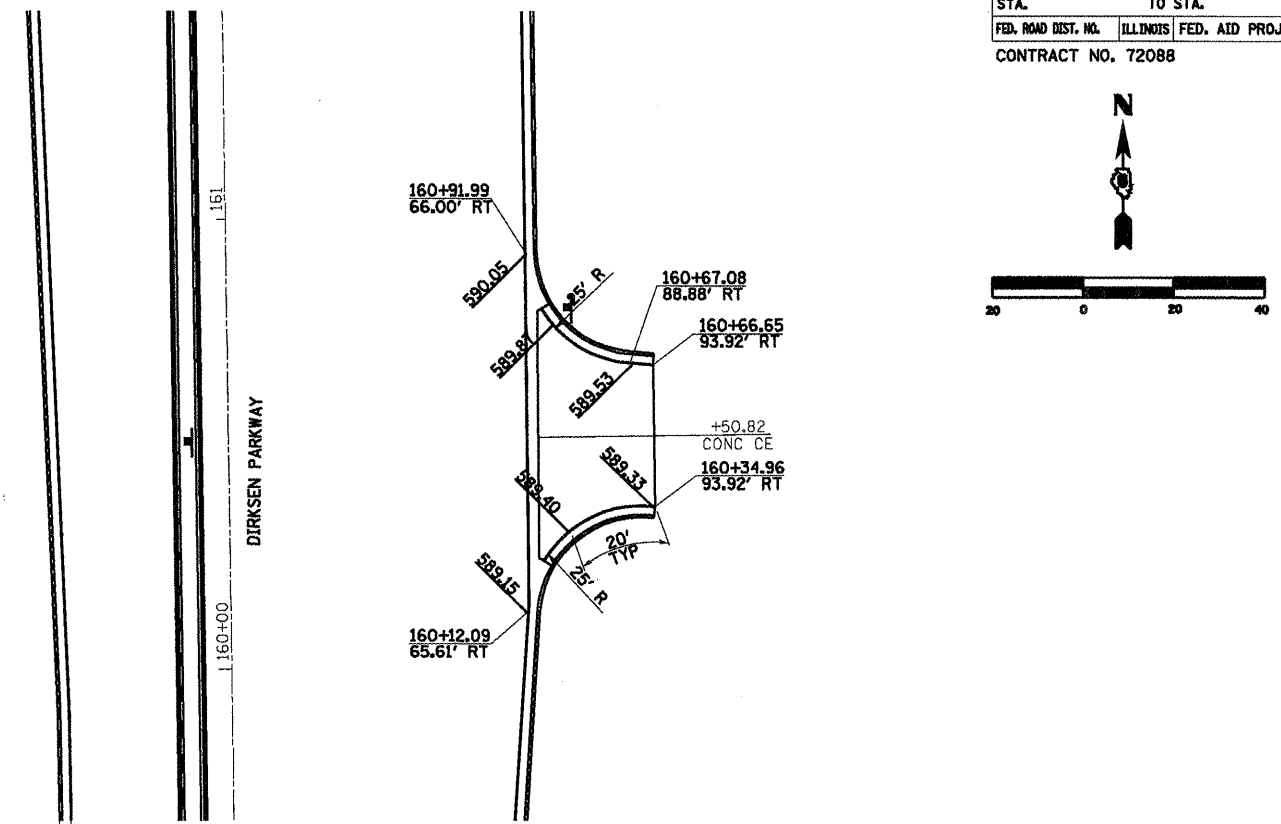 STA. TO STA.
FED. ROAD DIST. NO. ILLINOIS FED. AID PROJ
CONTRACT NO. 72088
N
20 0 20 40
161
160+91.99
66.00' RT
590.05
25' R
160+67.08
88.88' RT
160+66.65
93.92' RT
589.87
589.53
+50.82
CONC CE
DIRKSEN PARKWAY
589.33
160+34.96
93.92' RT
589.40
20'
TYP
25' R
589.15
160+00
160+12.09
65.61' RT